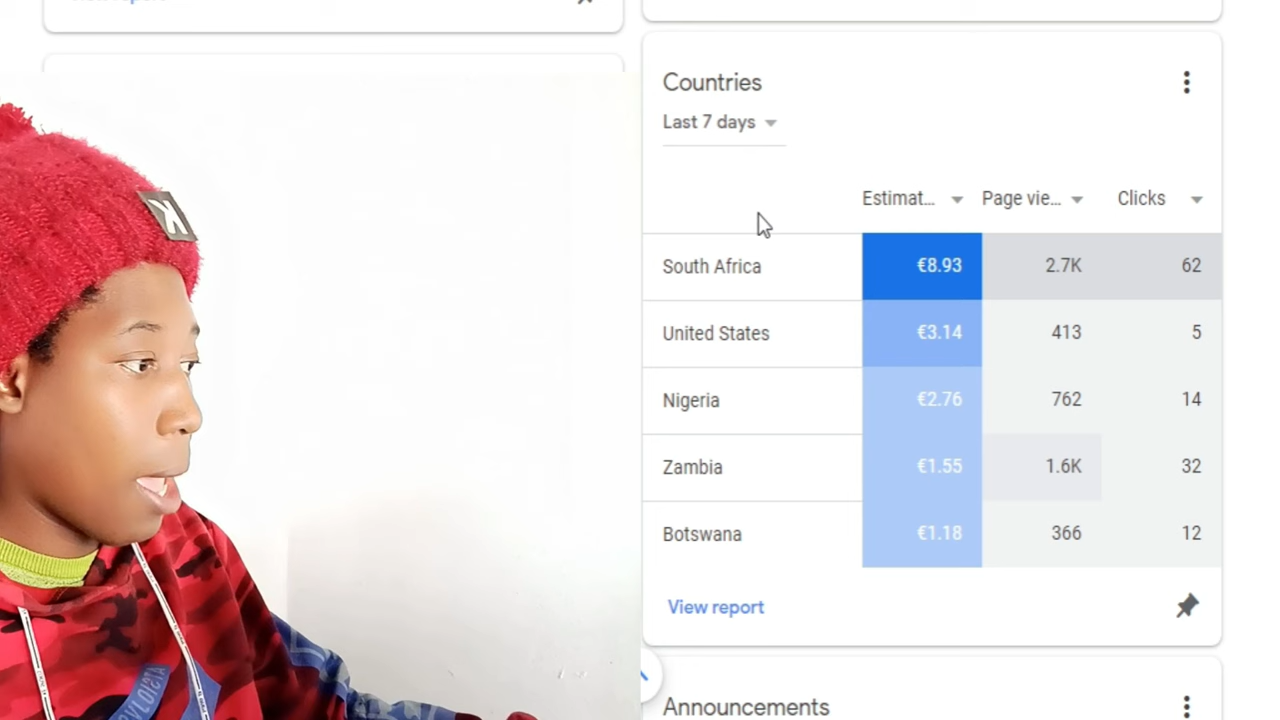 View report
Countries
Last 7 days
Estimat... Page vie... Clicks
South Africa €8.93 2.7K 62
United States €3.14 413 5
Nigeria €2.76 762 14
Zambia €1.55 1.6K 32
Botswana €1.18 366 12
View report
Announcements
K